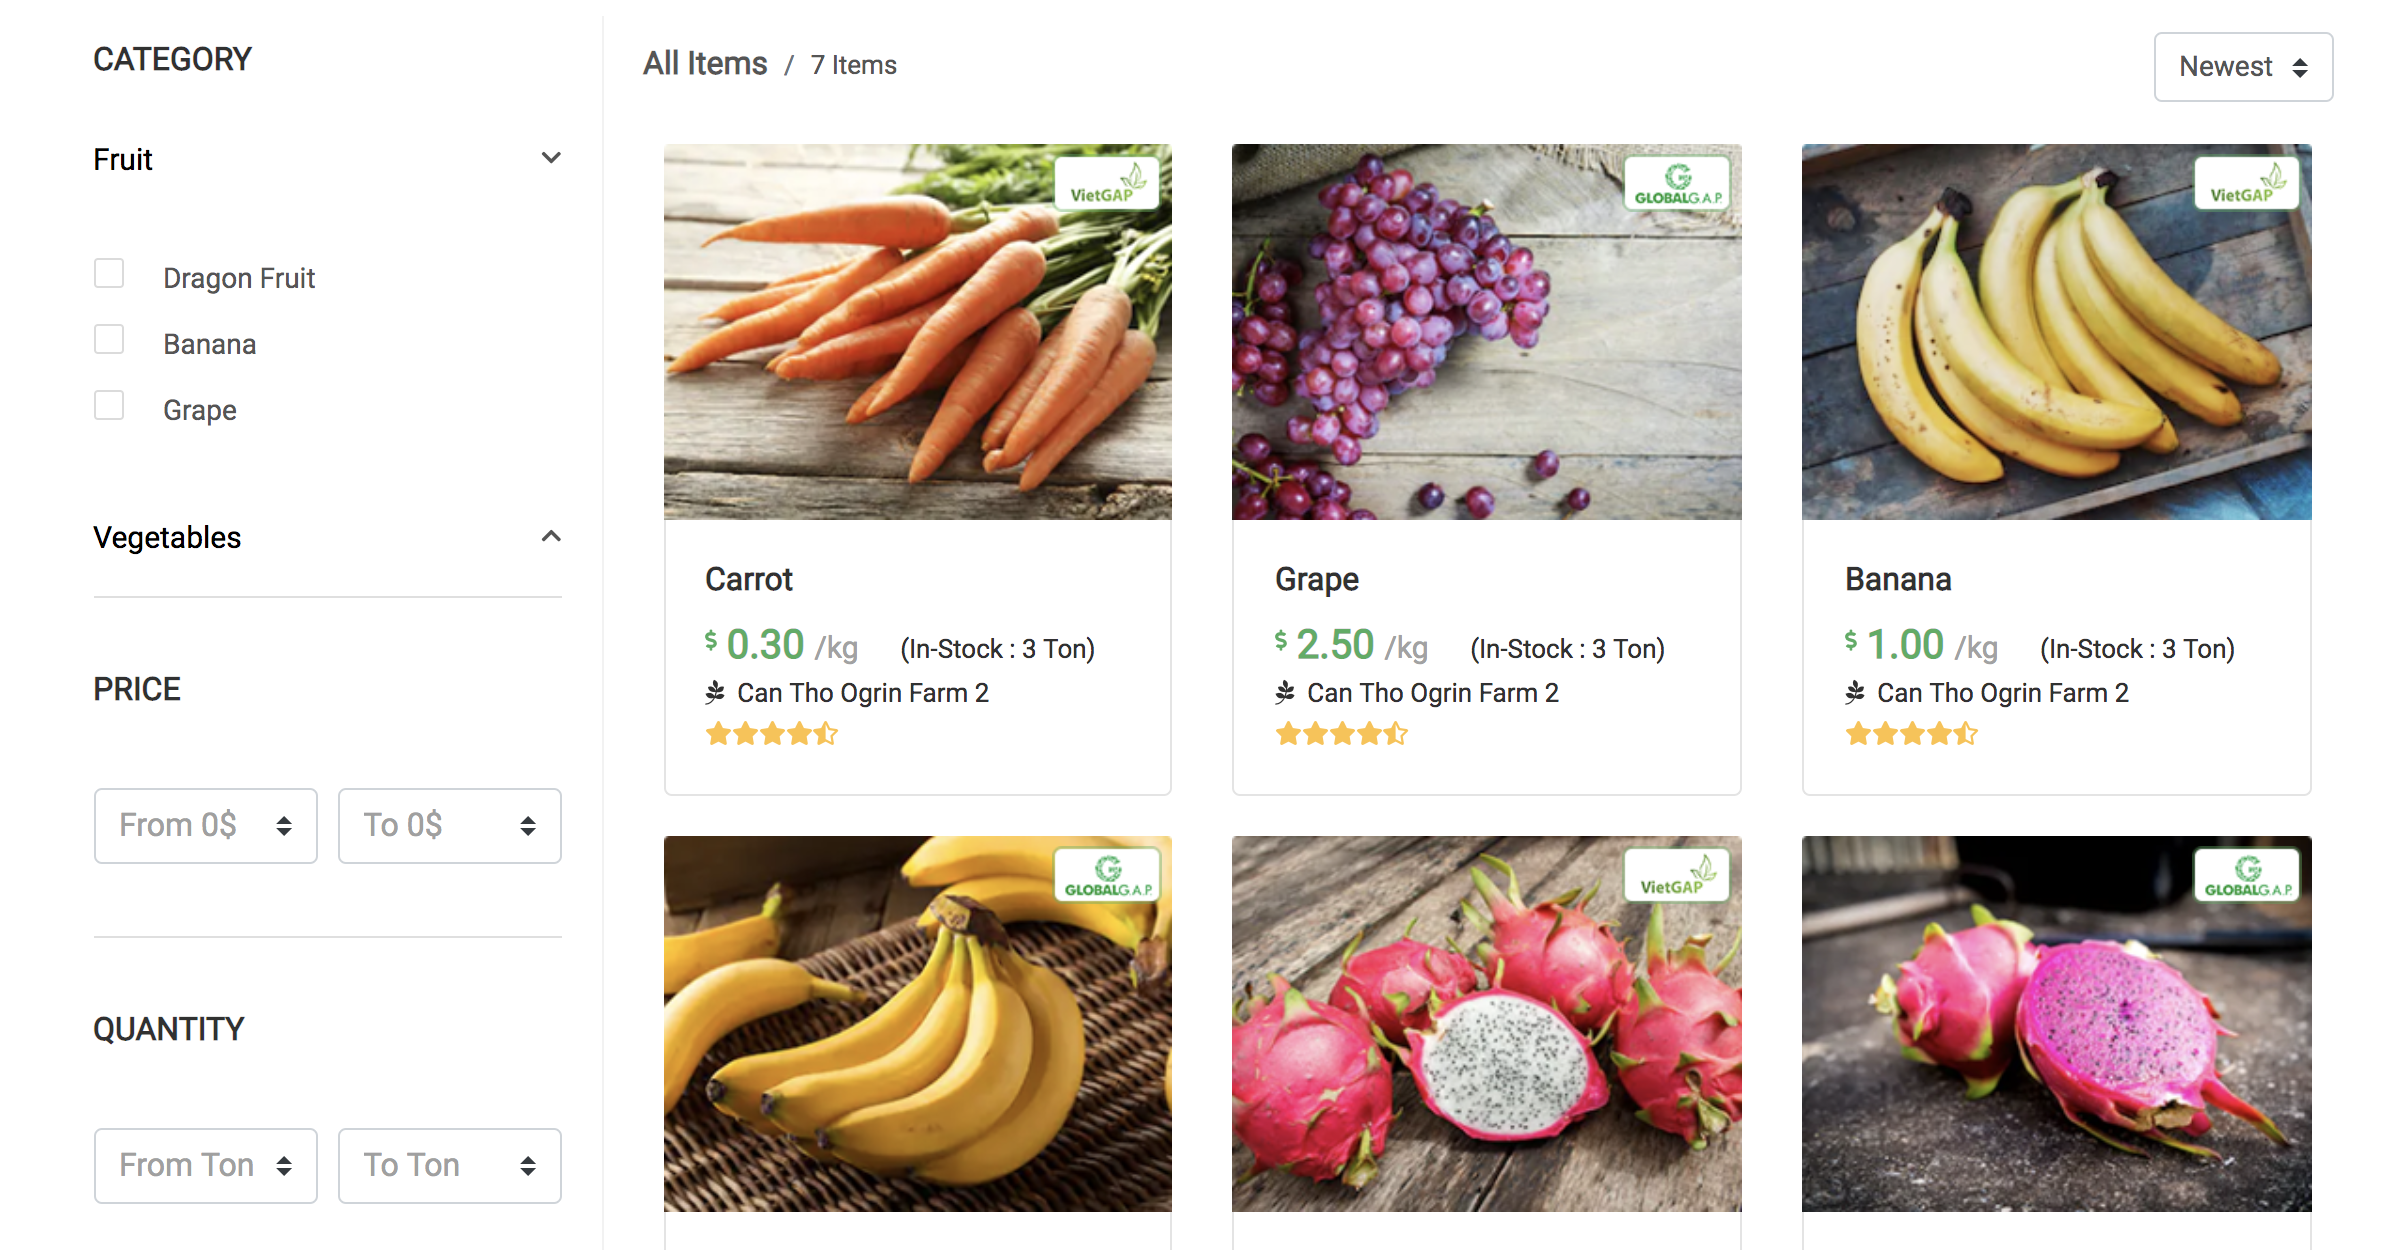 CATEGORY
Fruit
Dragon Fruit
Banana
Grape
Vegetables
PRICE
From 0$
To 0$
QUANTITY
From Ton
To Ton
All Items / 7 Items
Newest
VietGAP
Carrot
$ 0.30 /kg (In-Stock : 3 Ton)
Can Tho Ogrin Farm 2
GLOBALG.A.P.
Grape
$ 2.50 /kg (In-Stock : 3 Ton)
Can Tho Ogrin Farm 2
VietGAP
Banana
$ 1.00 /kg (In-Stock : 3 Ton)
Can Tho Ogrin Farm 2
GLOBALG.A.P.
VietGAP
GLOBALG.A.P.